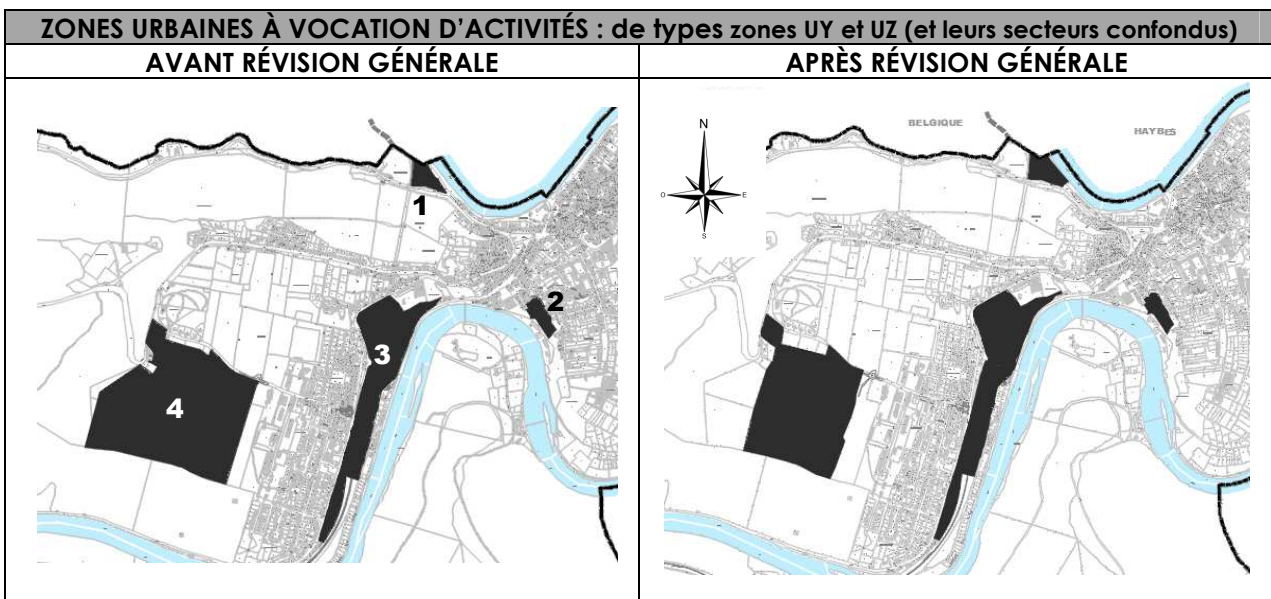 ZONES URBAINES À VOCATION D’ACTIVITÉS : de types zones UY et UZ (et leurs secteurs confondus)
AVANT RÉVISION GÉNÉRALE
APRÈS RÉVISION GÉNÉRALE
1
2
3
4
N
O
E
S
BELGIQUE
HAYBES